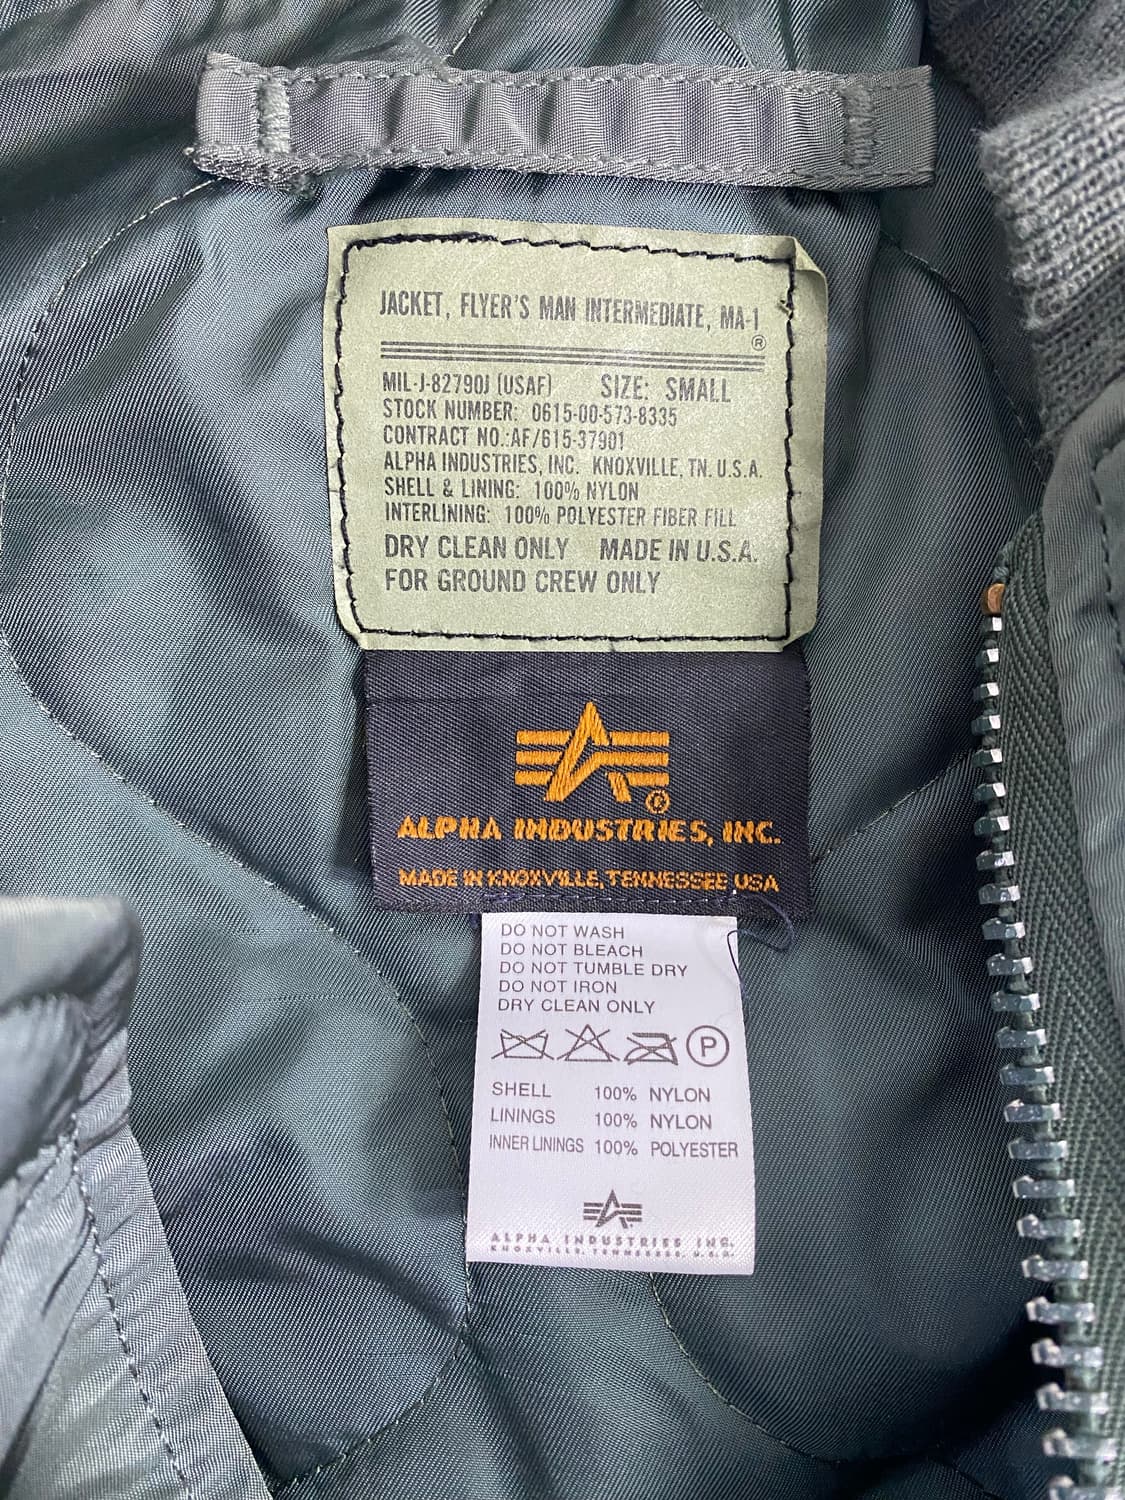 JACKET, FLYER'S MAN INTERMEDIATE, MA-1
®
MIL-J-82790J (USAF) SIZE: SMALL
STOCK NUMBER: 0615-00-573-8335
CONTRACT NO.:AF/615-37901
ALPHA INDUSTRIES, INC. KNOXVILLE, TN. U.S.A.
SHELL & LINING: 100% NYLON
INTERLINING: 100% POLYESTER FIBER FILL
DRY CLEAN ONLY MADE IN U.S.A.
FOR GROUND CREW ONLY
®
ALPHA INDUSTRIES, INC.
MADE IN KNOXVILLE, TENNESSEE USA
DO NOT WASH
DO NOT BLEACH
DO NOT TUMBLE DRY
DO NOT IRON
DRY CLEAN ONLY
P
SHELL 100% NYLON
LININGS 100% NYLON
INNER LININGS 100% POLYESTER
ALPHA INDUSTRIES INC.
KNOXVILLE, TENNESSEE, U.S.A.